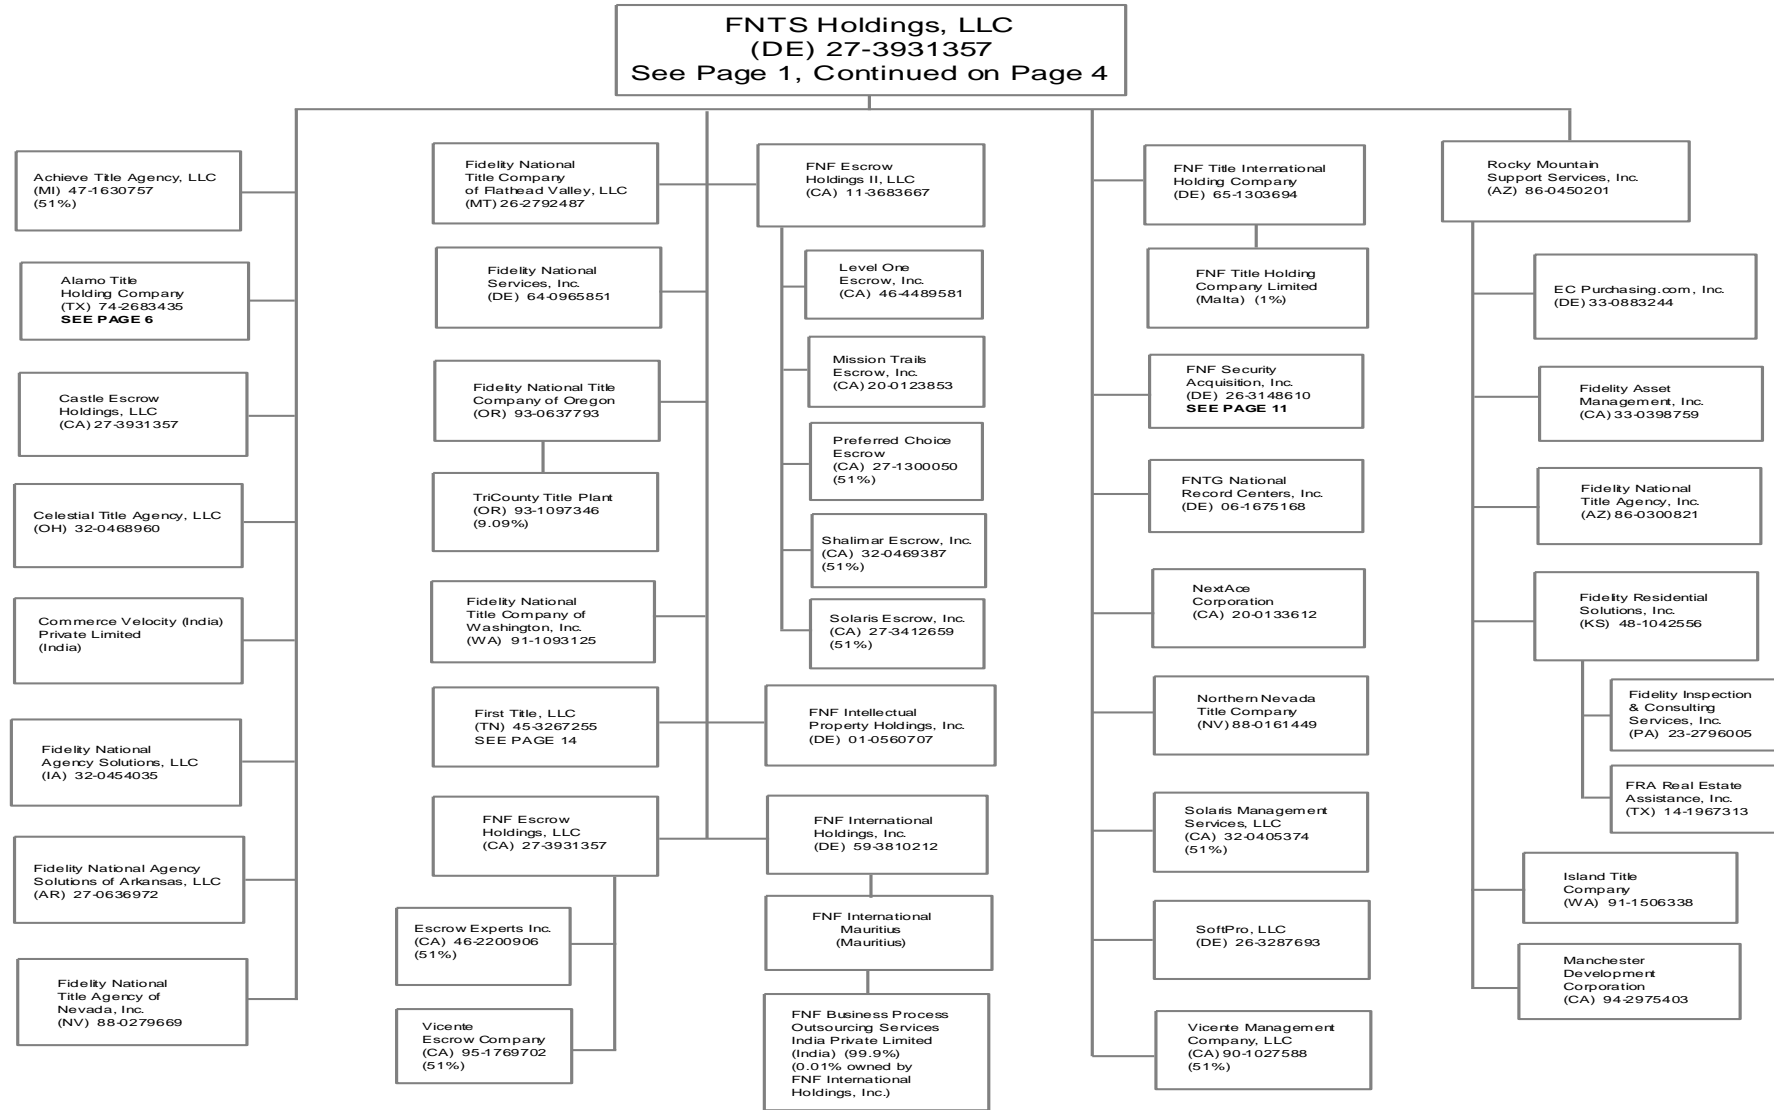 FNTS Holdings, LLC
(DE) 27-3931357
See Page 1, Continued on Page 4
Achieve Title Agency, LLC
(MI) 47-1630757
(51%)
Alamo Title
Holding Company
(TX) 74-2683435
SEE PAGE 6
Castle Escrow
Holdings, LLC
(CA) 27-3931357
Celestial Title Agency, LLC
(OH) 32-0468960
Commerce Velocity (India)
Private Limited
(India)
Fidelity National
Agency Solutions, LLC
(IA) 32-0454035
Fidelity National Agency
Solutions of Arkansas, LLC
(AR) 27-0636972
Fidelity National
Title Agency of
Nevada, Inc.
(NV) 88-0279669
Fidelity National
Title Company
of Flathead Valley, LLC
(MT) 26-2792487
Fidelity National
Services, Inc.
(DE) 64-0965851
Fidelity National Title
Company of Oregon
(OR) 93-0637793
TriCounty Title Plant
(OR) 93-1097346
(9.09%)
Fidelity National
Title Company of
Washington, Inc.
(WA) 91-1093125
First Title, LLC
(TN) 45-3267255
SEE PAGE 14
FNF Escrow
Holdings, LLC
(CA) 27-3931357
Escrow Experts Inc.
(CA) 46-2200906
(51%)
Vicente
Escrow Company
(CA) 95-1769702
(51%)
FNF Escrow
Holdings II, LLC
(CA) 11-3683667
Level One
Escrow, Inc.
(CA) 46-4489581
Mission Trails
Escrow, Inc.
(CA) 20-0123853
Preferred Choice
Escrow
(CA) 27-1300050
(51%)
Shalimar Escrow, Inc.
(CA) 32-0469387
(51%)
Solaris Escrow, Inc.
(CA) 27-3412659
(51%)
FNF Intellectual
Property Holdings, Inc.
(DE) 01-0560707
FNF International
Holdings, Inc.
(DE) 59-3810212
FNF International
Mauritius
(Mauritius)
FNF Business Process
Outsourcing Services
India Private Limited
(India) (99.9%)
(0.01% owned by
FNF International
Holdings, Inc.)
FNF Title International
Holding Company
(DE) 65-1303694
FNF Title Holding
Company Limited
(Malta) (1%)
FNF Security
Acquisition, Inc.
(DE) 26-3148610
SEE PAGE 11
FNTG National
Record Centers, Inc.
(DE) 06-1675168
NextAce
Corporation
(CA) 20-0133612
Northern Nevada
Title Company
(NV) 88-0161449
Solaris Management
Services, LLC
(CA) 32-0405374
(51%)
SoftPro, LLC
(DE) 26-3287693
Vicente Management
Company, LLC
(CA) 90-1027588
(51%)
Rocky Mountain
Support Services, Inc.
(AZ) 86-0450201
EC Purchasing.com, Inc.
(DE) 33-0883244
Fidelity Asset
Management, Inc.
(CA) 33-0398759
Fidelity National
Title Agency, Inc.
(AZ) 86-0300821
Fidelity Residential
Solutions, Inc.
(KS) 48-1042556
Fidelity Inspection
& Consulting
Services, Inc.
(PA) 23-2796005
FRA Real Estate
Assistance, Inc.
(TX) 14-1967313
Island Title
Company
(WA) 91-1506338
Manchester
Development
Corporation
(CA) 94-2975403